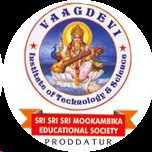 VAAGDEVI
Institute of Technology & Science
SRI SRI SRI MOOKAMBIKA
EDUCATIONAL SOCIETY
PRODDATUR